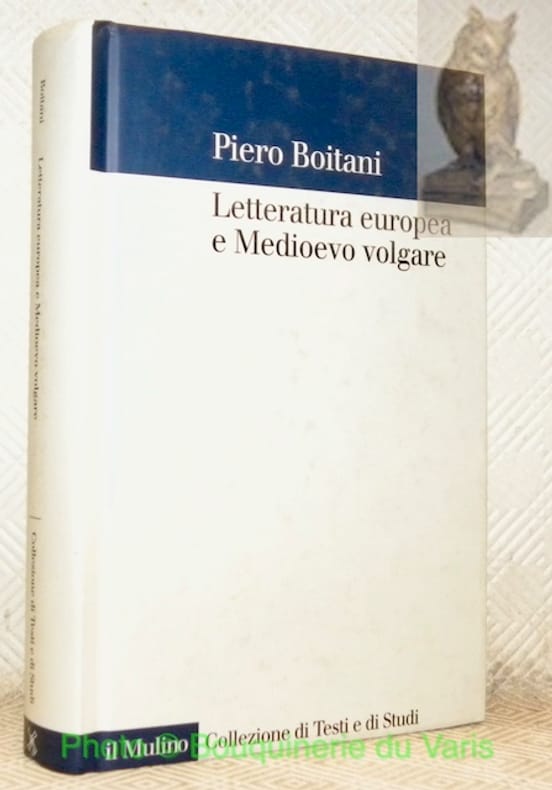 Piero Boitani
Letteratura europea
e Medioevo volgare
il Mulino
Collezione di Testi e di Studi
Boitani
Letteratura europea e Medioevo volgare
Collezione di Testi e di Studi
Photo © Bouquinerie du Varis